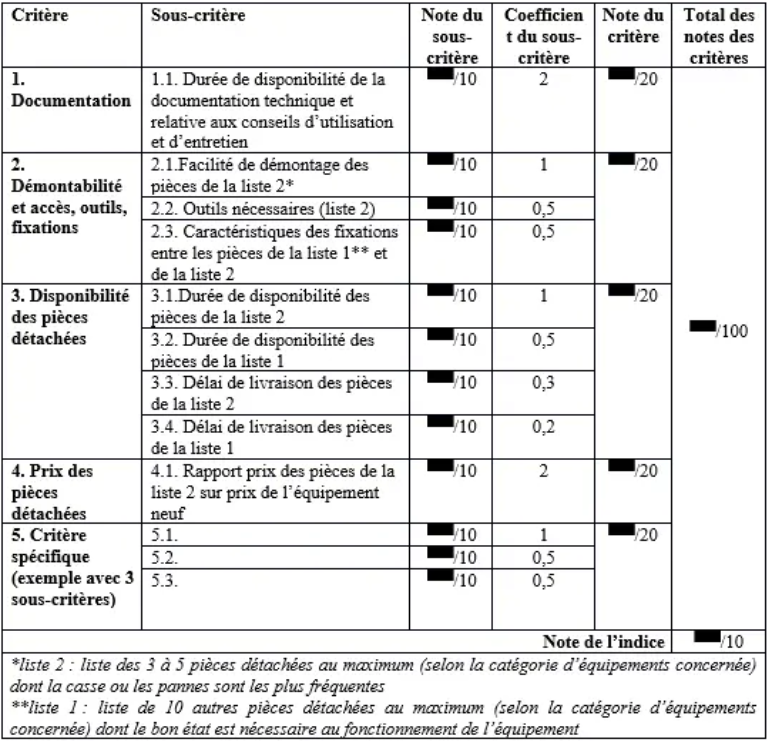 Critère Sous-critère Note du sous-critère Coefficien t du sous-critère Note du critère Total des notes des critères
1. Documentation
1.1. Durée de disponibilité de la
documentation technique et
relative aux conseils d'utilisation
et d'entretien
/10 2 /20
2.
Démontabilité
et accès, outils,
fixations
2.1.Facilité de démontage des
pièces de la liste 2*
/10 1 /20
2.2. Outils nécessaires (liste 2) /10 0,5
2.3. Caractéristiques des fixations
entre les pièces de la liste 1** et
de la liste 2
/10 0,5
3. Disponibilité
des pièces
détachées
3.1.Durée de disponibilité des
pièces de la liste 2
/10 1 /20
3.2. Durée de disponibilité des
pièces de la liste 1
/10 0,5
3.3. Délai de livraison des pièces
de la liste 2
/10 0,3
3.4. Délai de livraison des pièces
de la liste 1
/10 0,2
/100
4. Prix des
pièces
détachées
4.1. Rapport prix des pièces de la
liste 2 sur prix de l'équipement
neuf
/10 2 /20
5. Critère
spécifique
(exemple avec 3
sous-critères)
5.1. /10 1 /20
5.2. /10 0,5
5.3. /10 0,5
Note de l'indice /10
*liste 2 : liste des 3 à 5 pièces détachées au maximum (selon la catégorie d'équipements concernée)
dont la casse ou les pannes sont les plus fréquentes
**liste 1 : liste de 10 autres pièces détachées au maximum (selon la catégorie d'équipements
concernée) dont le bon état est nécessaire au fonctionnement de l'équipement